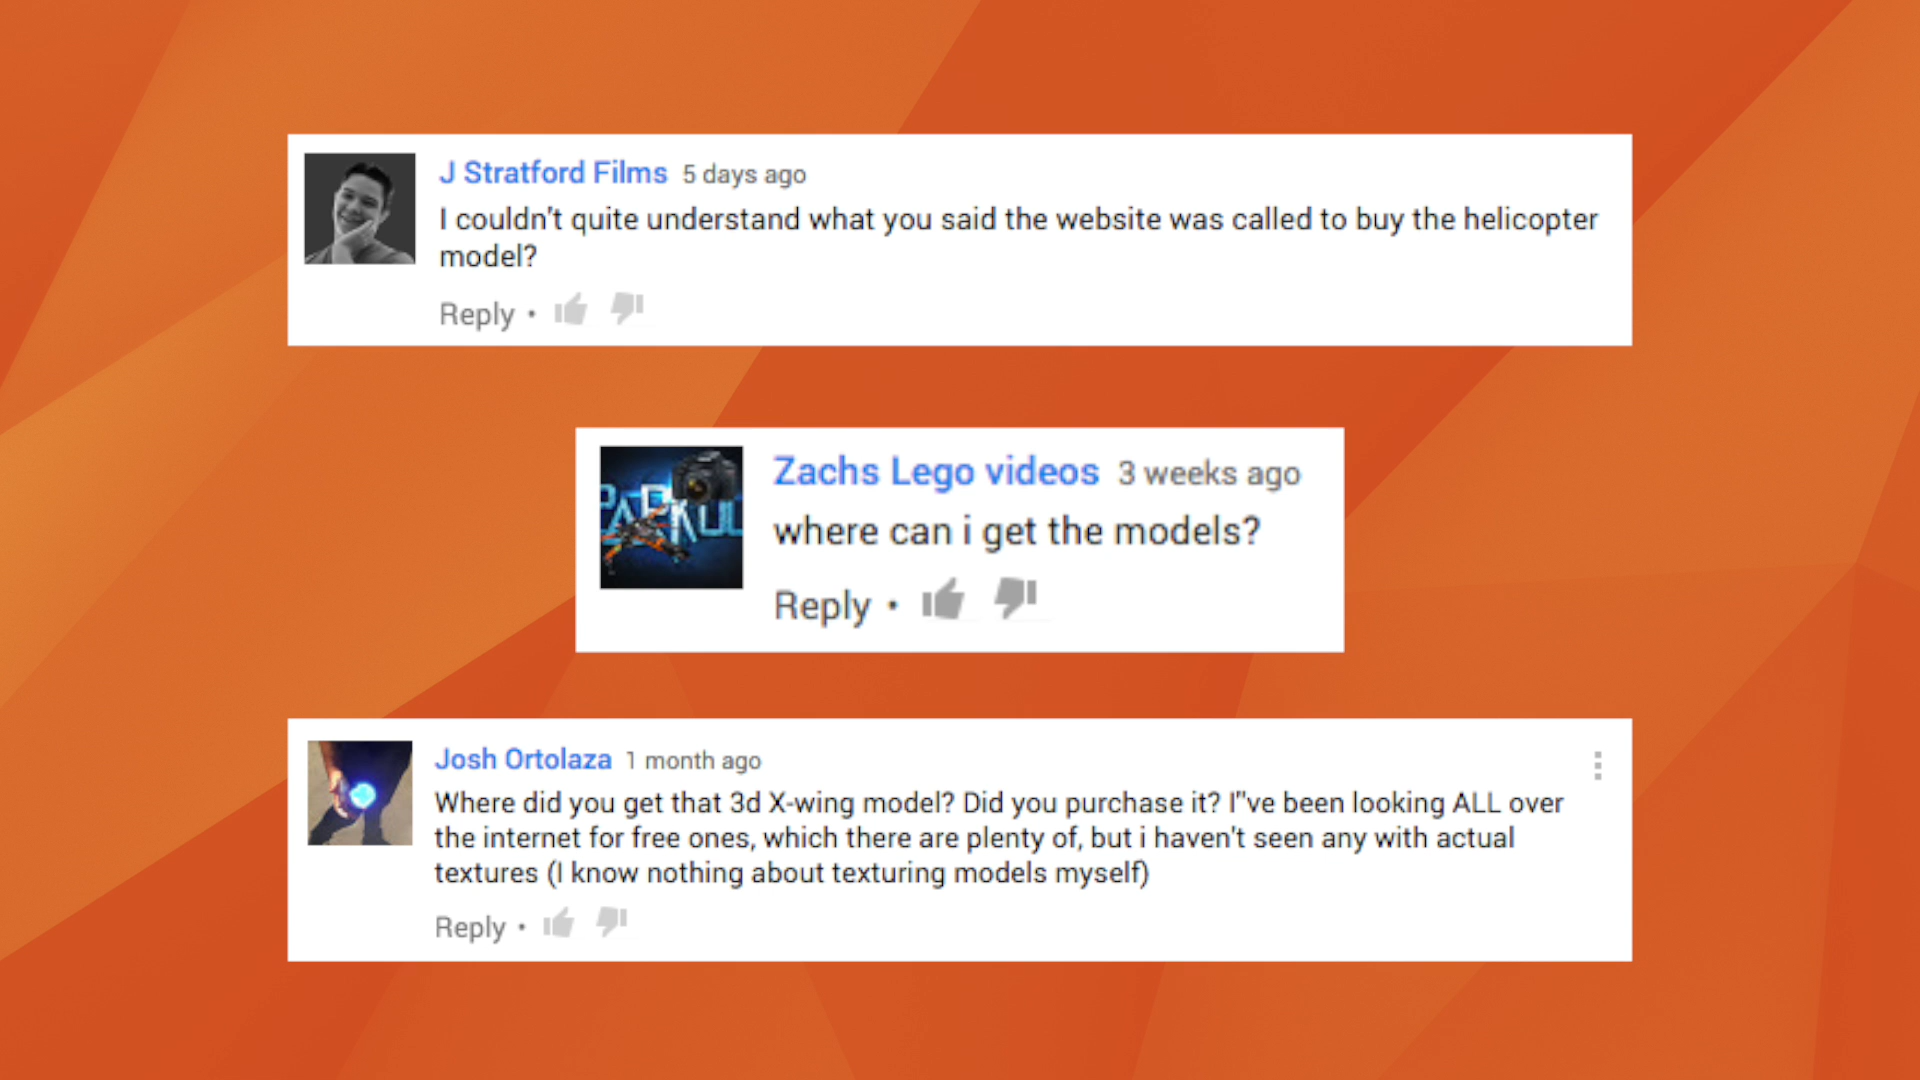 J Stratford Films 5 days ago
I couldn't quite understand what you said the website was called to buy the helicopter
model?
Reply •
Zachs Lego videos 3 weeks ago
where can i get the models?
Reply •
Josh Ortolaza 1 month ago
Where did you get that 3d X-wing model? Did you purchase it? I"ve been looking ALL over
the internet for free ones, which there are plenty of, but i haven't seen any with actual
textures (I know nothing about texturing models myself)
Reply •